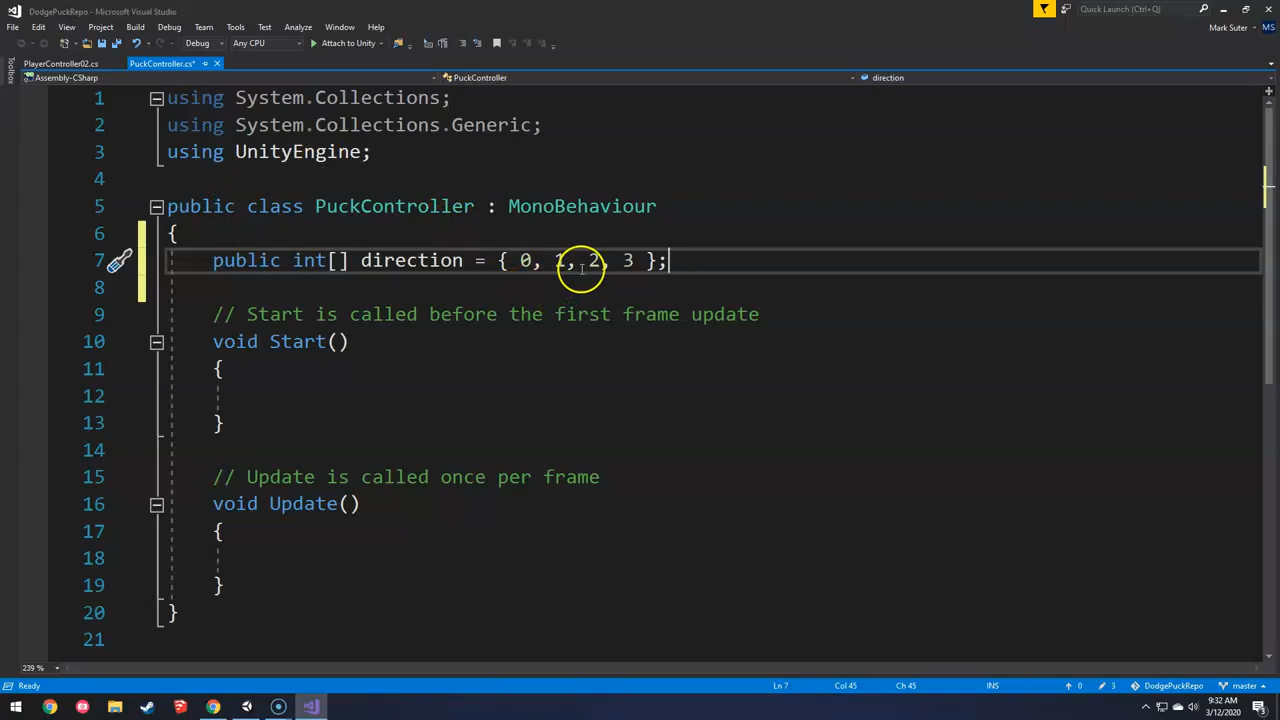 DodgePuckRepo - Microsoft Visual Studio
Quick Launch (Ctrl+Q)
File Edit View Project Build Debug Team Tools Test Analyze Window Help
Mark Suter MS
Debug Any CPU Attach to Unity
Toolbox
PlayerController02.cs PuckController.cs*
Assembly-CSharp PuckController direction
1 using System.Collections;
2 using System.Collections.Generic;
3 using UnityEngine;
4
5 public class PuckController : MonoBehaviour
6 {
7 public int[] direction = { 0, 1, 2, 3 };
8
9 // Start is called before the first frame update
10 void Start()
11 {
12
13 }
14
15 // Update is called once per frame
16 void Update()
17 {
18
19 }
20 }
21
239 %
Ready Ln 7 Col 45 Ch 45 INS 0 3 DodgePuckRepo master
9:32 AM
3/12/2020
3